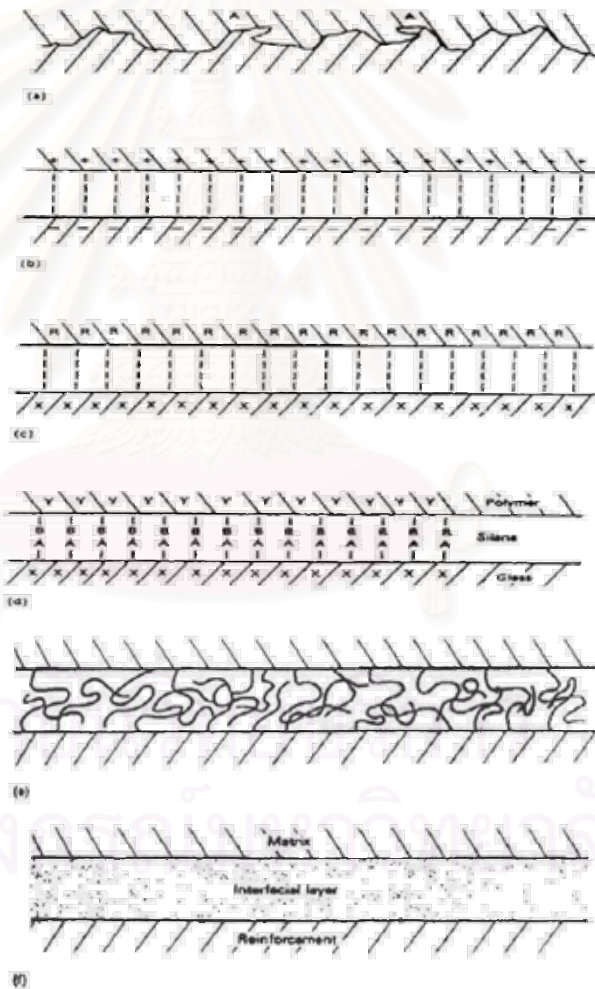 A A
(a)
+ + + + + + + + + + + + + + + + + +
– – – – – – – – – – – – – – – – – –
(b)
R R R R R R R R R R R R R R R R R
X X X X X X X X X X X X X X X X X
(c)
Y Y Y Y Y Y Y Y Y Y Y Y Polymer
B B B B B B B B B B B B R
A A A A A A A A A A A A A Silane
X X X X X X X X X X X X X Glass
(d)
(e)
Matrix
Interfacial layer
Reinforcement
(f)